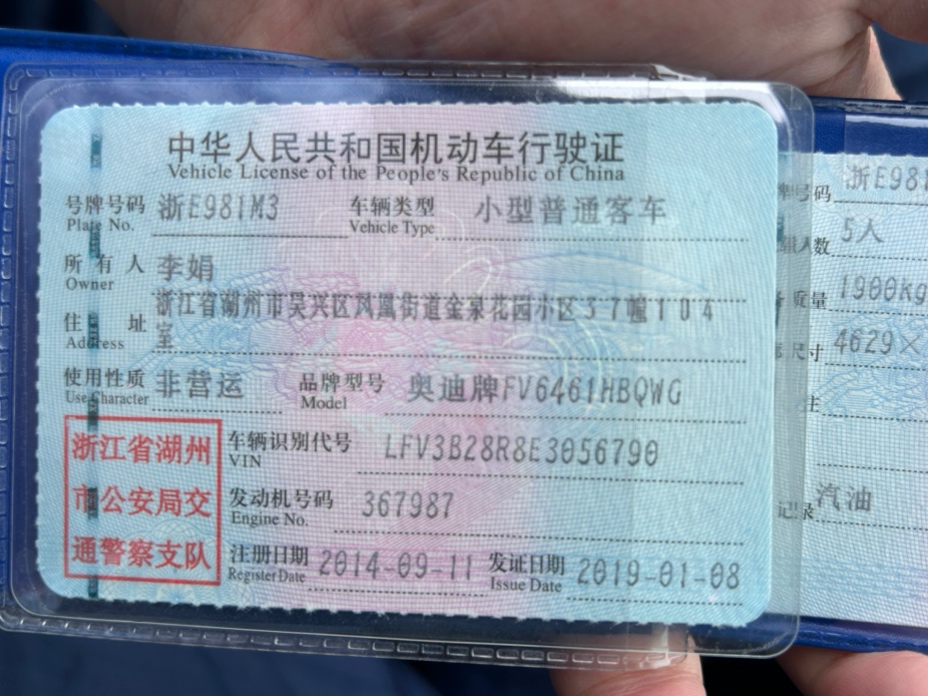 中华人民共和国机动车行驶证
Vehicle License of the People's Republic of China
号牌号码 浙E981M3 车辆类型 小型普通客车
Plate No. Vehicle Type
所有人 李娟
Owner
浙江省湖州市吴兴区凤凰街道金泉花园小区37幢104
住址 室
Address
使用性质 非营运 品牌型号 奥迪牌FV6461HBQWG
Use Character Model
浙江省湖州
市公安局交
通警察支队
车辆识别代号 LFV3B28R8E3056790
VIN
发动机号码 367987
Engine No.
注册日期 2014-09-11 发证日期 2019-01-08
Register Date Issue Date
号码 浙E981
人数 5人
质量 1900Kg
尺寸 4629×
注
记录 汽油